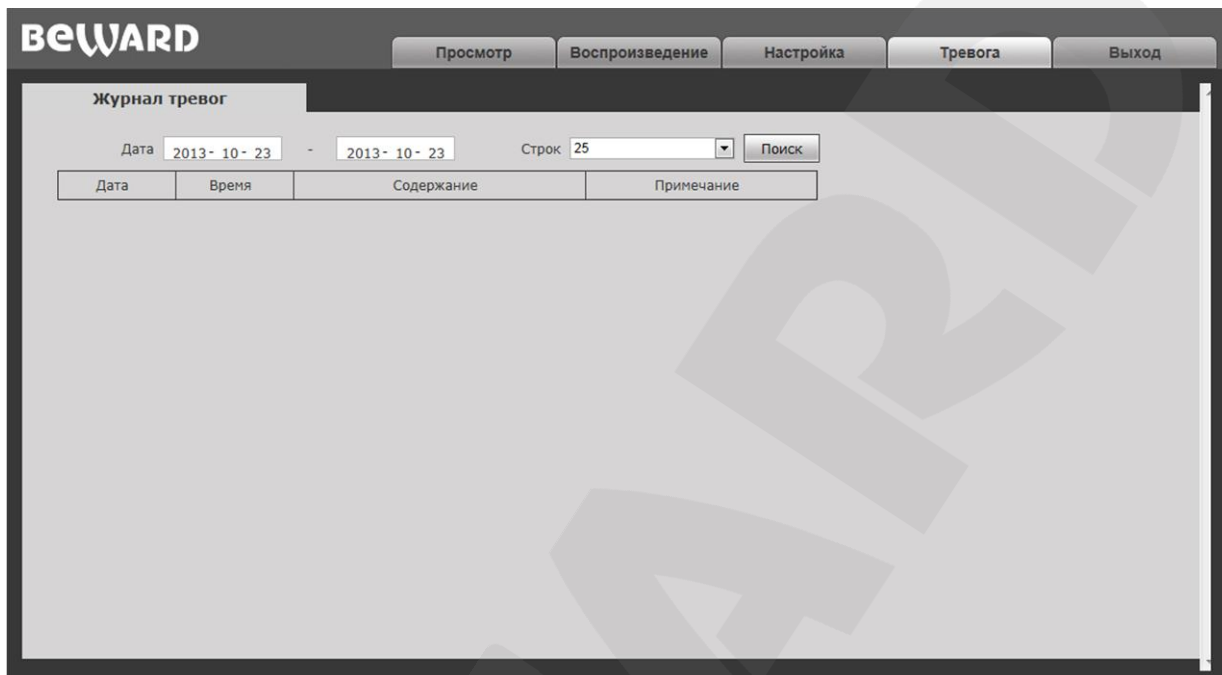 BEWARD
Просмотр Воспроизведение Настройка Тревога Выход
Журнал тревог
Дата 2013- 10- 23 - 2013- 10- 23 Строк 25 Поиск
Дата Время Содержание Примечание